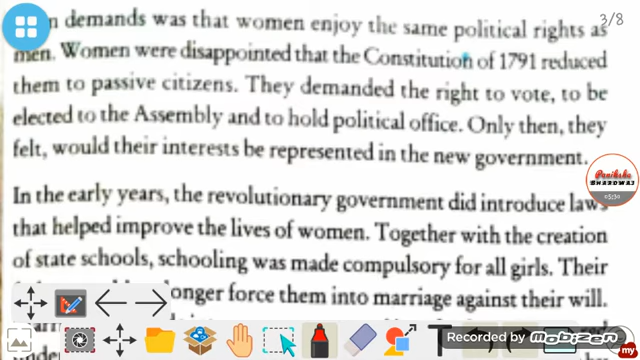 demands was that women enjoy the same political rights as
men. Women were disappointed that the Constitution of 1791 reduced
them to passive citizens. They demanded the right to vote, to be
elected to the Assembly and to hold political office. Only then, they
felt, would their interests be represented in the new government.
In the early years, the revolutionary government did introduce laws
that helped improve the lives of women. Together with the creation
of state schools, schooling was made compulsory for all girls. Their
longer force them into marriage against their will.
3/8
BHARDWAJ
T
Recorded by
MOBIZEN
my